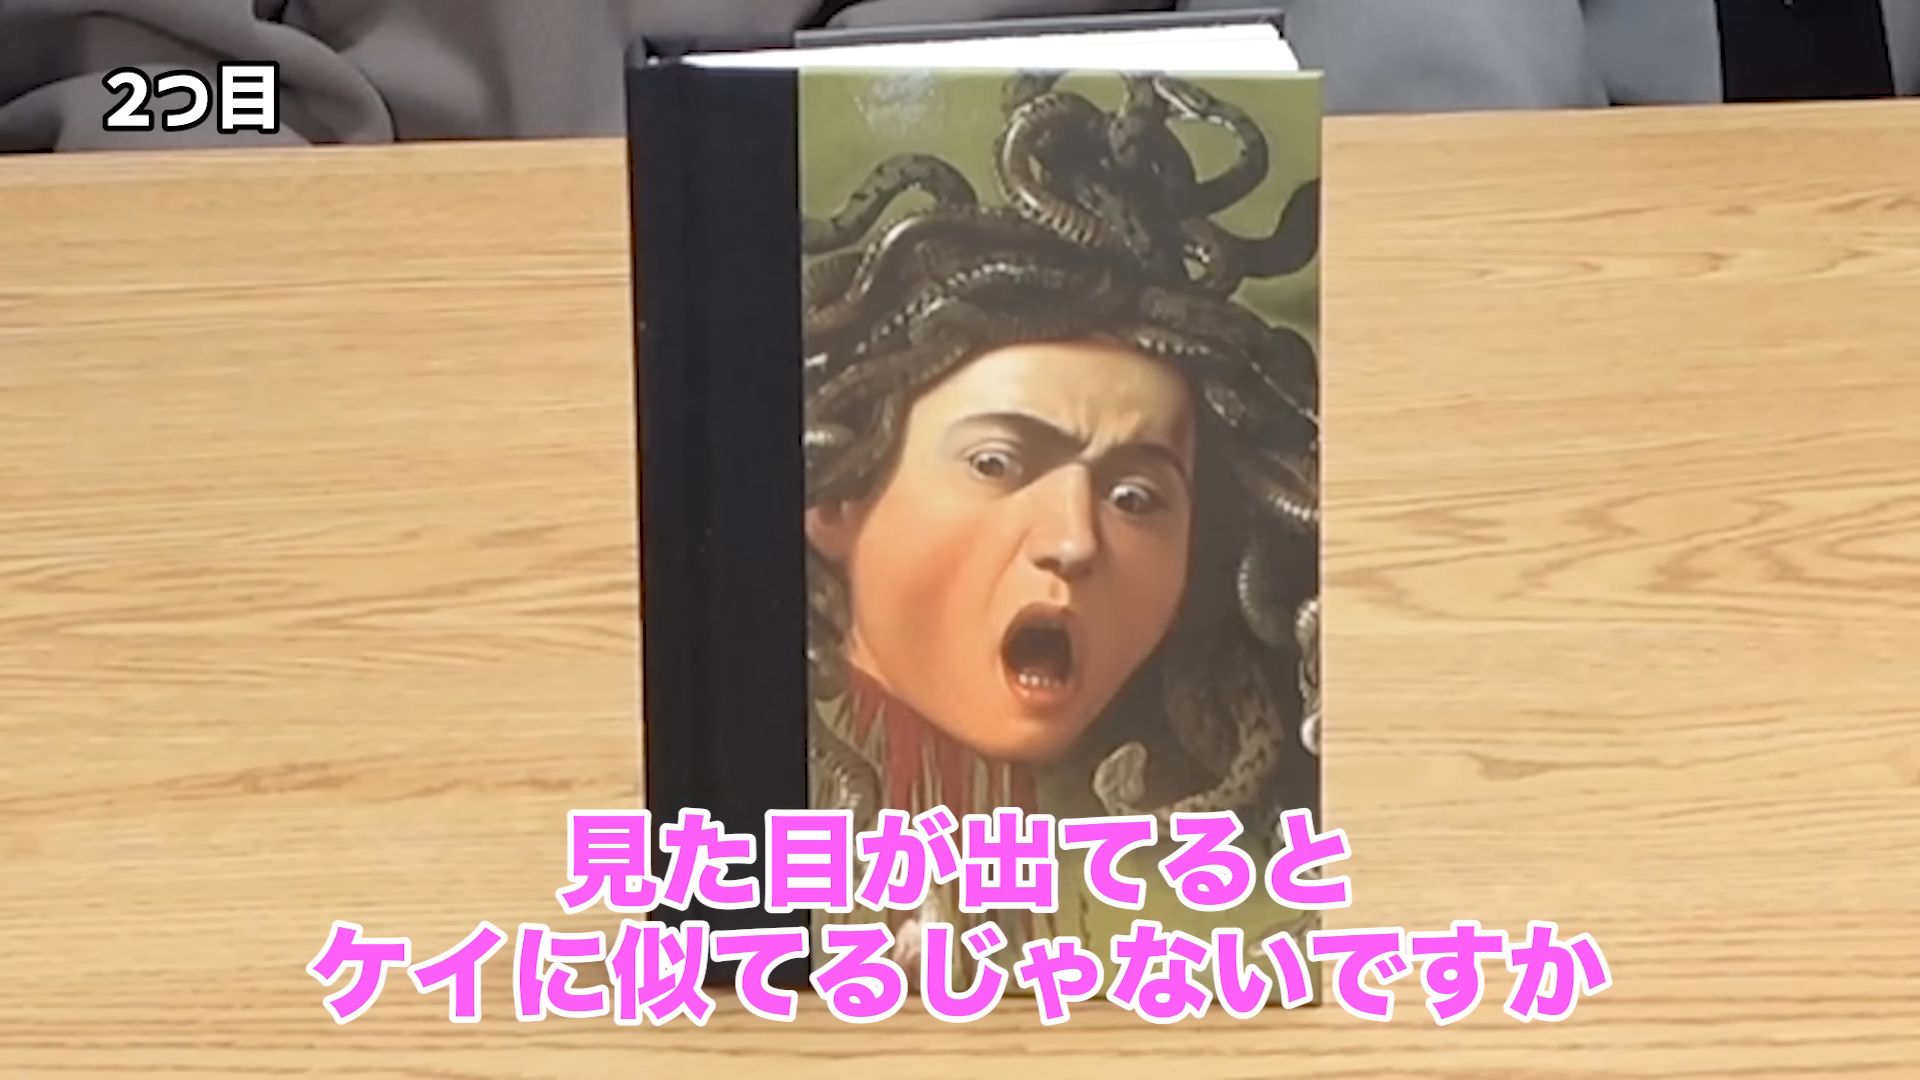 2つ目
見た目が出てると
ケイに似てるじゃないですか